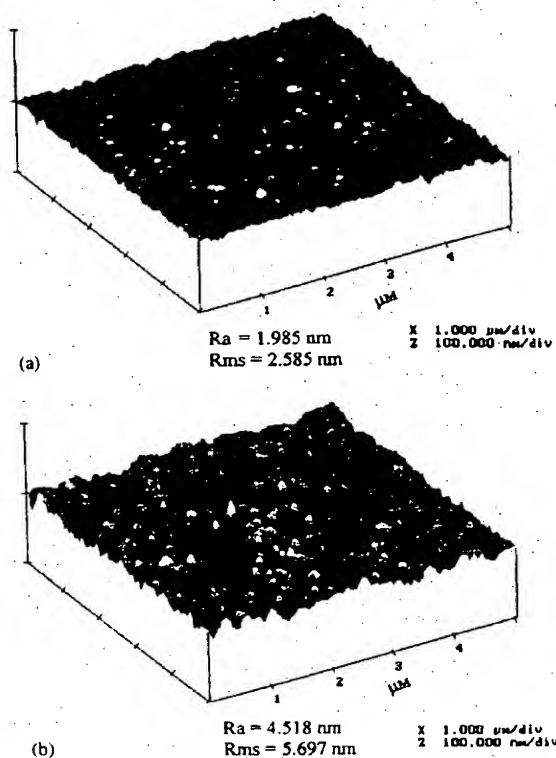 1 2 3 4
μM
Ra = 1.985 nm
Rms = 2.585 nm
X 1.000 μm/div
Z 100.000 nm/div
(a)
1 2 3 4
μM
Ra = 4.518 nm
Rms = 5.697 nm
X 1.000 μm/div
Z 100.000 nm/div
(b)